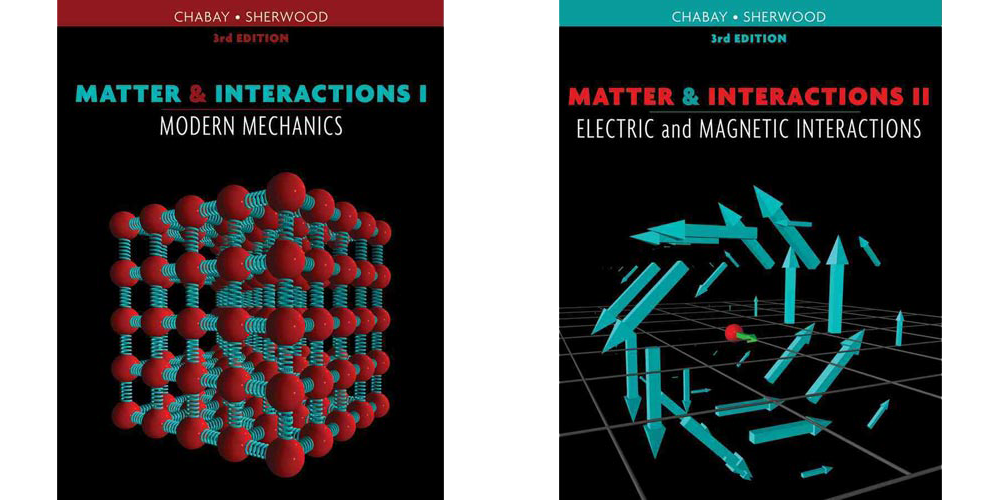 CHABAY • SHERWOOD
3rd EDITION
MATTER & INTERACTIONS I
MODERN MECHANICS
CHABAY • SHERWOOD
3rd EDITION
MATTER & INTERACTIONS II
ELECTRIC and MAGNETIC INTERACTIONS